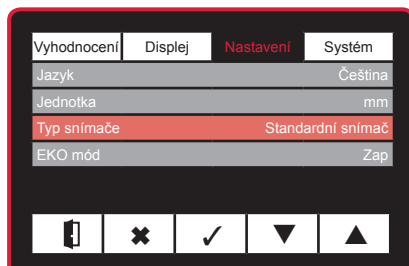 Vyhodnocení Displej Nastavení Systém
Jazyk Čeština
Jednotka mm
Typ snímače Standardní snímač
EKO mód Zap